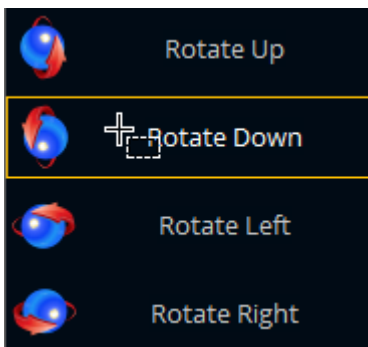 Rotate Up
Rotate Down
Rotate Left
Rotate Right